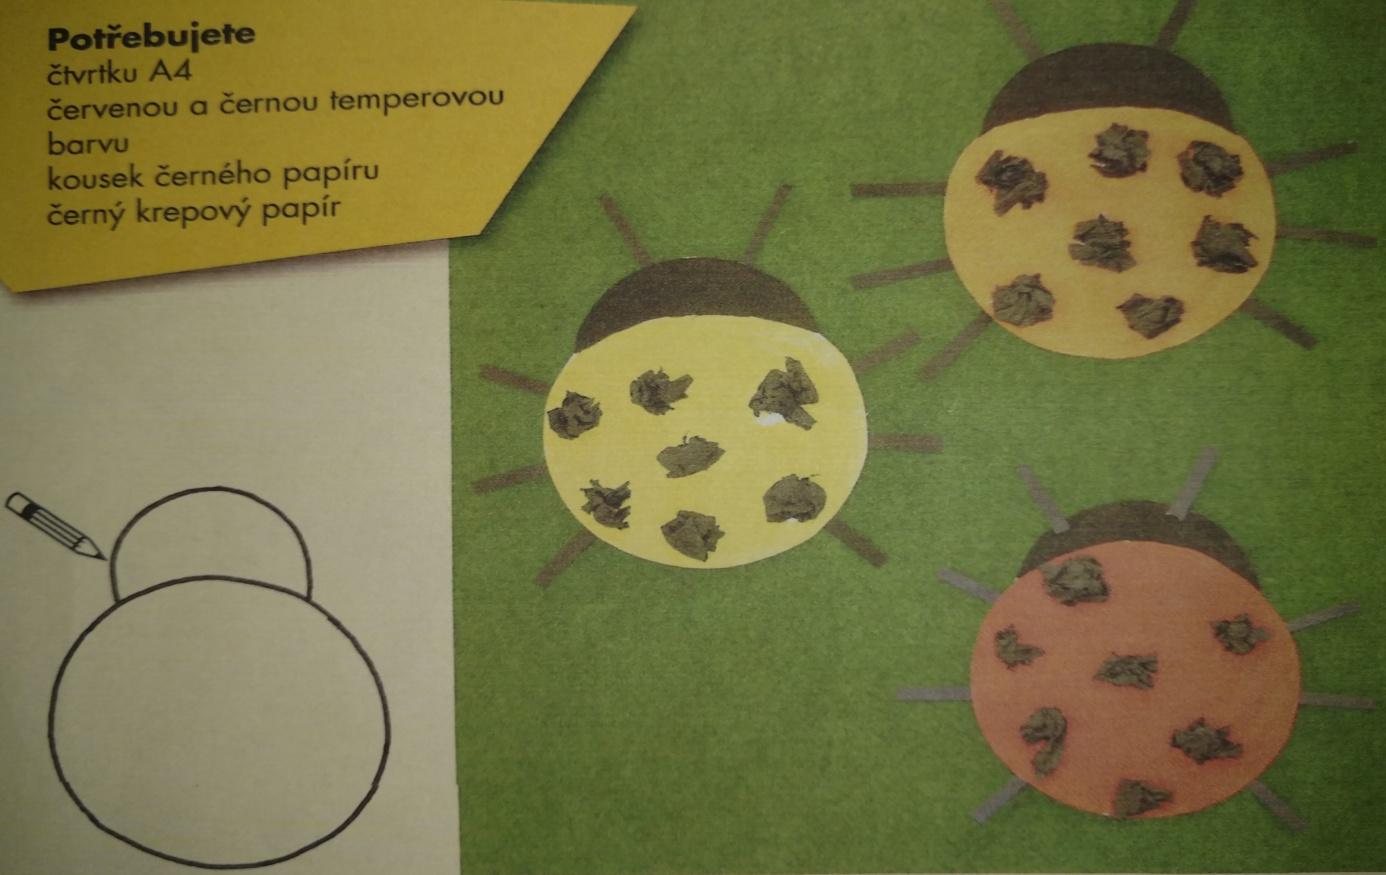 Potřebujete
čtvrtku A4
červenou a černou temperovou
barvu
kousek černého papíru
černý krepový papír